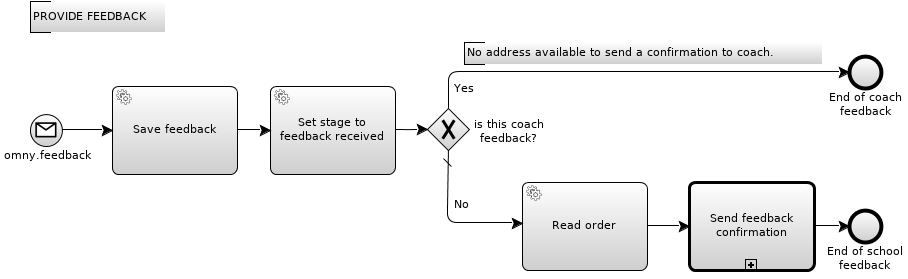 PROVIDE FEEDBACK
No address available to send a confirmation to coach.
Yes
End of coach
feedback
Save feedback
Set stage to
feedback received
is this coach
feedback?
omny.feedback
No
Read order
Send feedback
confirmation
End of school
feedback